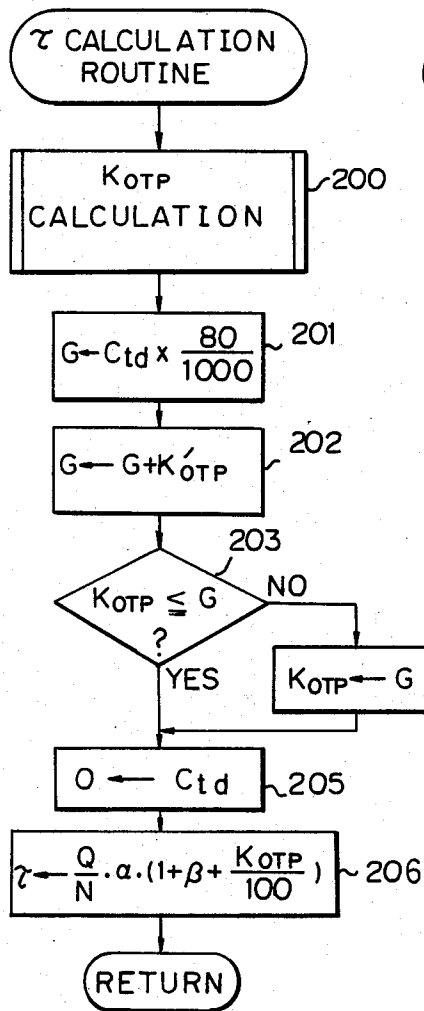 τ CALCULATION
ROUTINE
KOTP
CALCULATION
200
G←Ctd × 80/1000
201
G ← G+K'OTP
202
203
KOTP ≦ G
?
NO
YES
KOTP ← G
O ← Ctd
205
τ ← Q/N · α · (1+β+ KOTP/100)
206
RETURN